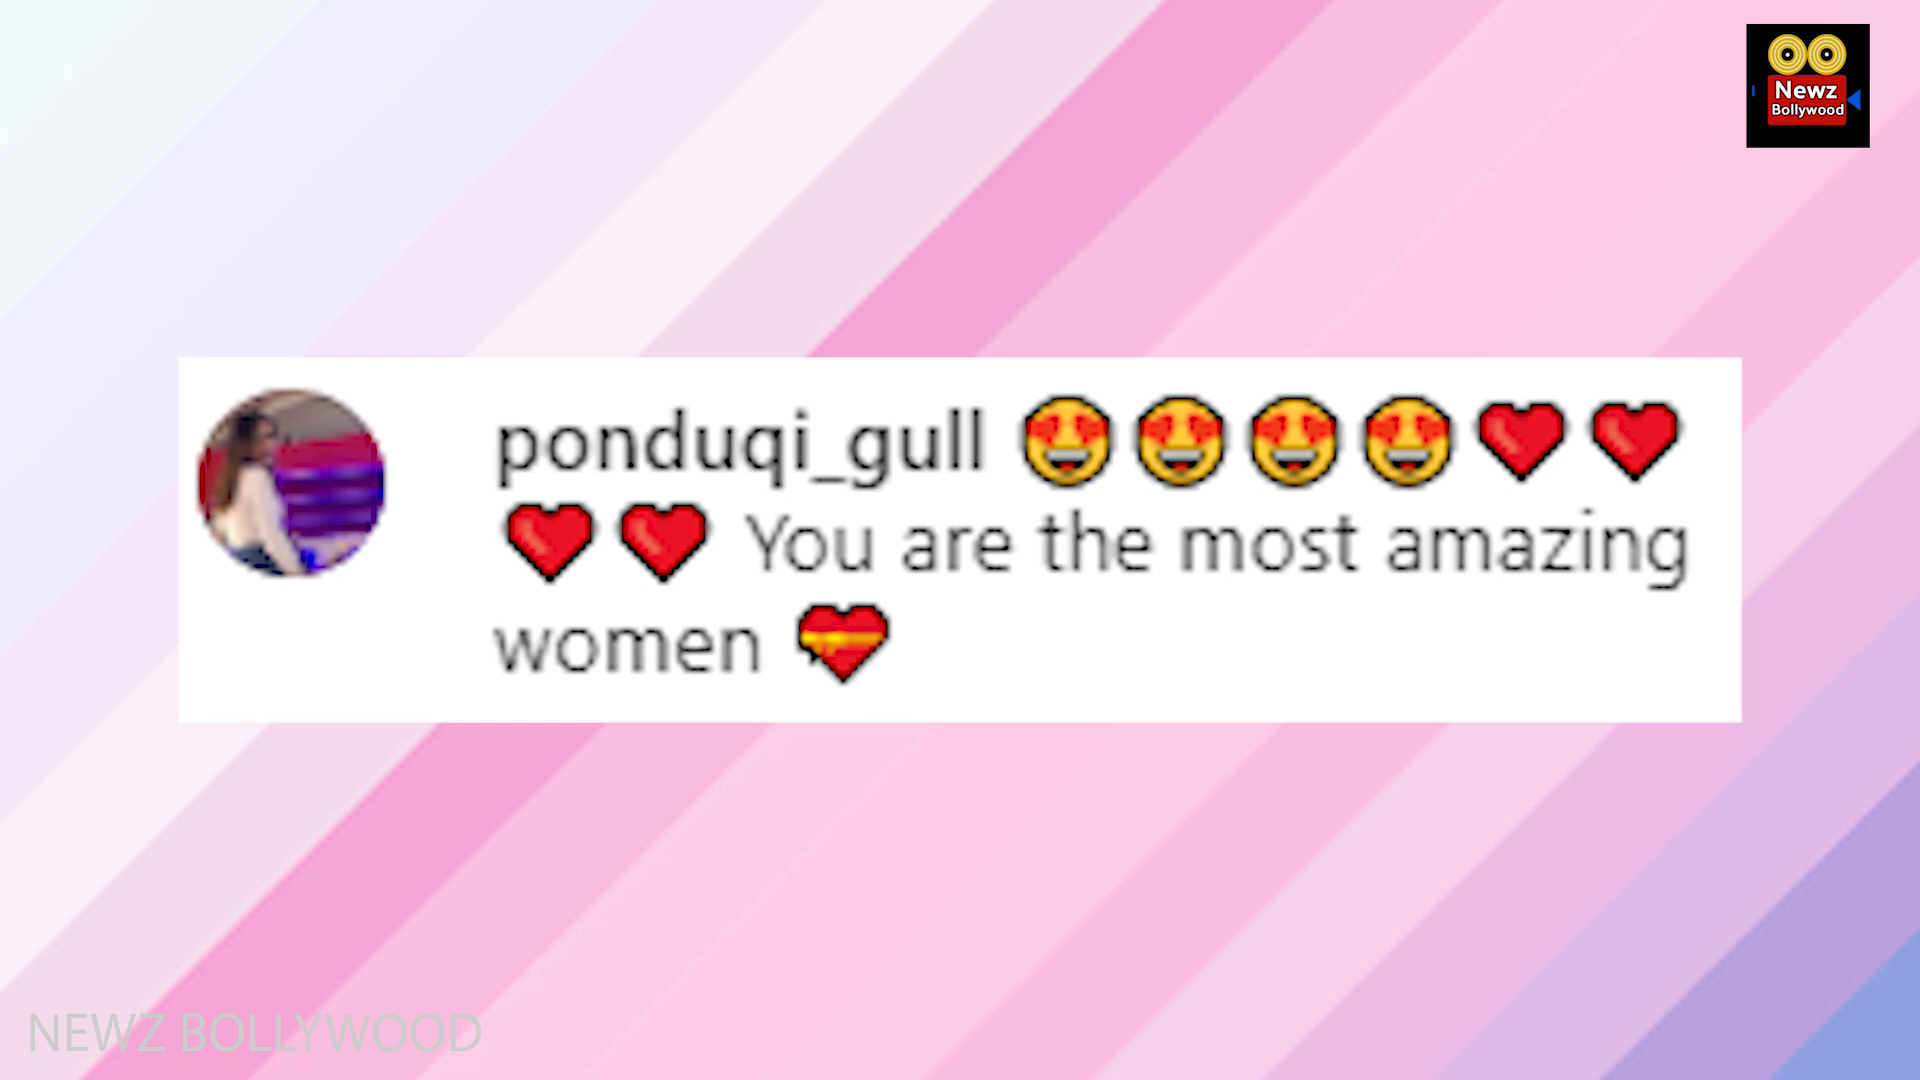 Newz
Bollywood
ponduqi_gull 😍😍😍😍❤️❤️
❤️❤️ You are the most amazing
women 💝
NEWZ BOLLYWOOD